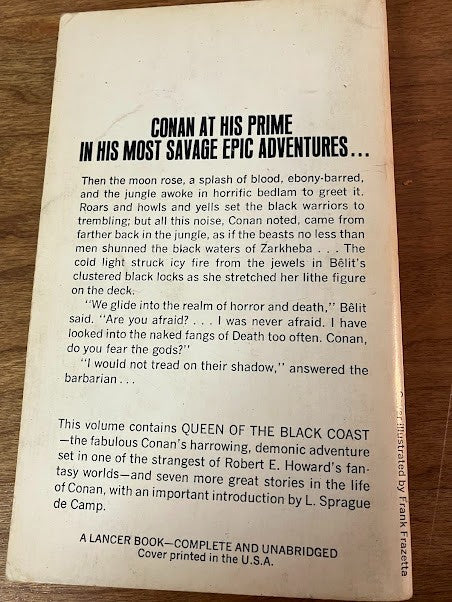 CONAN AT HIS PRIME
IN HIS MOST SAVAGE EPIC ADVENTURES...
Then the moon rose, a splash of blood, ebony-barred,
and the jungle awoke in horrific bedlam to greet it.
Roars and howls and yells set the black warriors to
trembling; but all this noise, Conan noted, came from
farther back in the jungle, as if the beasts no less than
men shunned the black waters of Zarkheba . . . The
cold light struck icy fire from the jewels in Bêlit's
clustered black locks as she stretched her lithe figure
on the deck.
"We glide into the realm of horror and death," Bêlit
said. "Are you afraid? . . . I was never afraid. I have
looked into the naked fangs of Death too often. Conan,
do you fear the gods?"
"I would not tread on their shadow," answered the
barbarian . . .
This volume contains QUEEN OF THE BLACK COAST
—the fabulous Conan's harrowing, demonic adventure
set in one of the strangest of Robert E. Howard's fan-
tasy worlds—and seven more great stories in the life
of Conan, with an important introduction by L. Sprague
de Camp.
A LANCER BOOK—COMPLETE AND UNABRIDGED
Cover printed in the U.S.A.
illustrated by Frank Frazetta